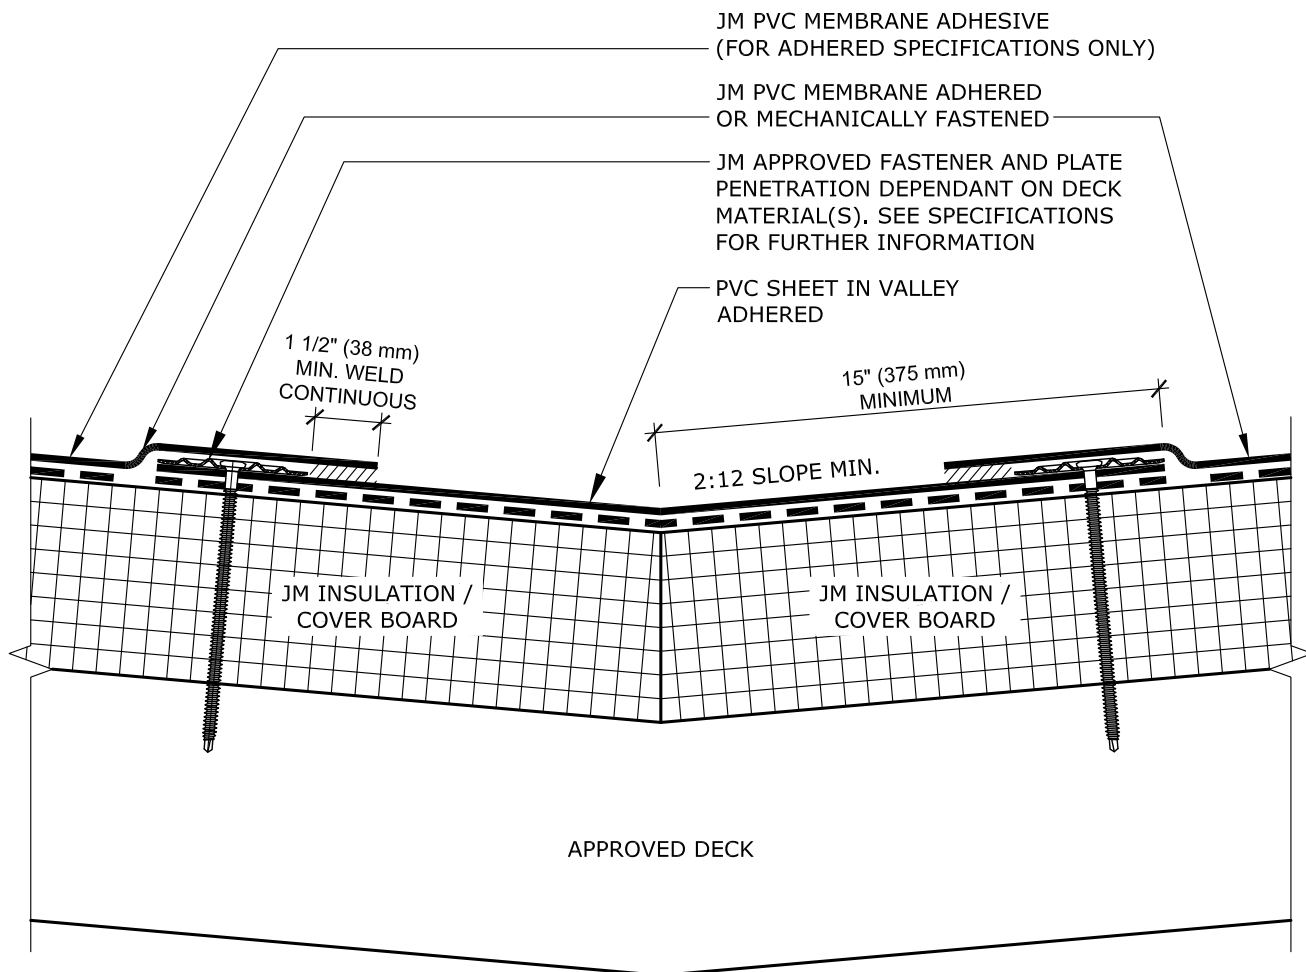 JM PVC MEMBRANE ADHESIVE
(FOR ADHERED SPECIFICATIONS ONLY)
JM PVC MEMBRANE ADHERED
OR MECHANICALLY FASTENED
JM APPROVED FASTENER AND PLATE
PENETRATION DEPENDANT ON DECK
MATERIAL(S). SEE SPECIFICATIONS
FOR FURTHER INFORMATION
PVC SHEET IN VALLEY
ADHERED
1 1/2" (38 mm)
MIN. WELD
CONTINUOUS
15" (375 mm)
MINIMUM
2:12 SLOPE MIN.
JM INSULATION /
COVER BOARD
JM INSULATION /
COVER BOARD
APPROVED DECK